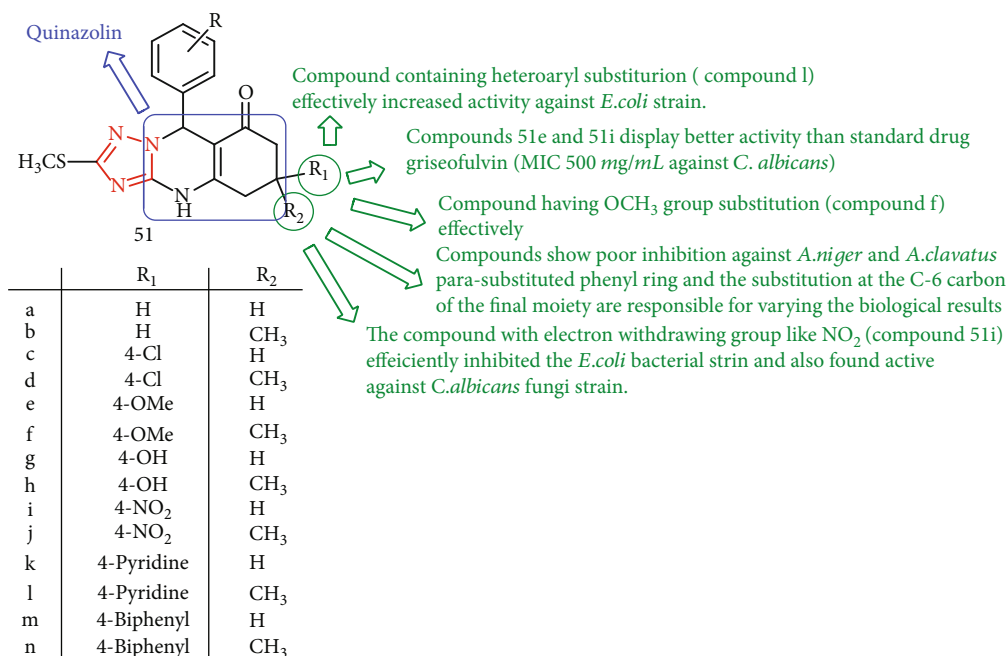 Quinazolin
R
O
N
N
N
N
H
H₃CS
R₁
R₂
51
Compound containing heteroaryl substiturion ( compound l)
effectively increased activity against E.coli strain.
Compounds 51e and 51i display better activity than standard drug
griseofulvin (MIC 500 mg/mL against C. albicans)
Compound having OCH₃ group substitution (compound f)
effectively
Compounds show poor inhibition against A.niger and A.clavatus
para-substituted phenyl ring and the substitution at the C-6 carbon
of the final moiety are responsible for varying the biological results
The compound with electron withdrawing group like NO₂ (compound 51i)
effeiciently inhibited the E.coli bacterial strin and also found active
against C.albicans fungi strain.
R₁ R₂
a H H
b H CH₃
c 4-Cl H
d 4-Cl CH₃
e 4-OMe H
f 4-OMe CH₃
g 4-OH H
h 4-OH CH₃
i 4-NO₂ H
j 4-NO₂ CH₃
k 4-Pyridine H
l 4-Pyridine CH₃
m 4-Biphenyl H
n 4-Biphenyl CH₃